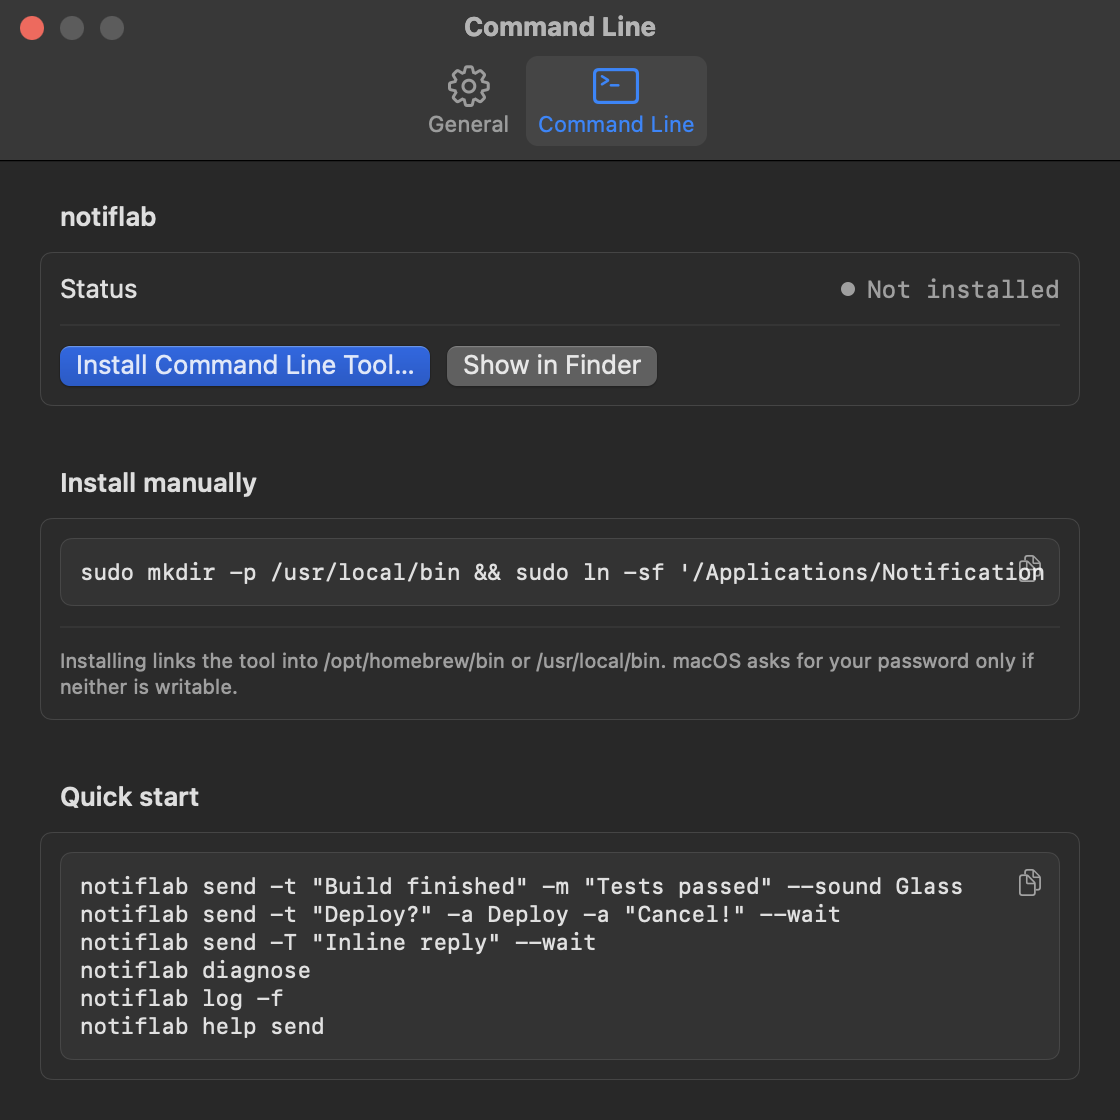 Command Line
General
Command Line
notiflab
Status
Not installed
Install Command Line Tool...
Show in Finder
Install manually
sudo mkdir -p /usr/local/bin && sudo ln -sf '/Applications/Notification
Installing links the tool into /opt/homebrew/bin or /usr/local/bin. macOS asks for your password only if
neither is writable.
Quick start
notiflab send -t "Build finished" -m "Tests passed" --sound Glass
notiflab send -t "Deploy?" -a Deploy -a "Cancel!" --wait
notiflab send -T "Inline reply" --wait
notiflab diagnose
notiflab log -f
notiflab help send